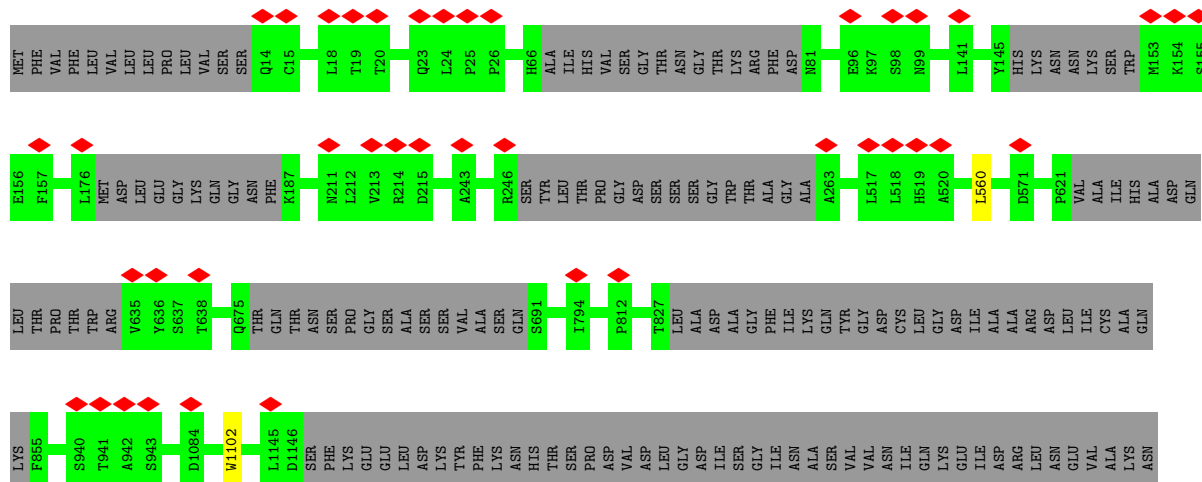 MET PHE VAL PHE LEU VAL LEU LEU PRO LEU VAL SER SER Q14 C15 L18 T19 T20 Q23 L24 P25 P26 H66 ALA ILE HIS VAL SER GLY THR ASN GLY THR LYS ARG PHE ASP N81 E96 K97 S98 N99 L141 Y145 HIS LYS ASN ASN LYS SER TRP M153 K154 S155
E156 F157 L176 MET ASP LEU GLU GLY LYS GLN GLY ASN PHE K187 N211 L212 V213 R214 D215 A243 R246 SER TYR LEU THR PRO GLY ASP SER SER SER GLY TRP THR ALA GLY ALA A263 L517 L518 H519 A520 L560 D571 P621 VAL ALA ILE HIS ALA ASP GLN
LEU THR PRO THR TRP ARG V635 Y636 S637 T638 Q675 THR GLN THR ASN SER PRO GLY SER ALA SER SER VAL ALA SER GLN S691 I794 P812 T827 LEU ALA ASP ALA GLY PHE ILE LYS GLN TYR GLY ASP CYS LEU GLY ASP ILE ALA ALA ARG ASP LEU ILE CYS ALA GLN
LYS F855 S940 T941 A942 S943 D1084 W1102 L1145 D1146 SER PHE LYS GLU GLU LEU ASP LYS TYR PHE LYS ASN HIS THR SER PRO ASP VAL ASP LEU GLY ASP ILE SER GLY ILE ASN ALA SER VAL VAL ASN ILE GLN LYS GLU ILE ASP ARG LEU ASN GLU VAL ALA LYS ASN